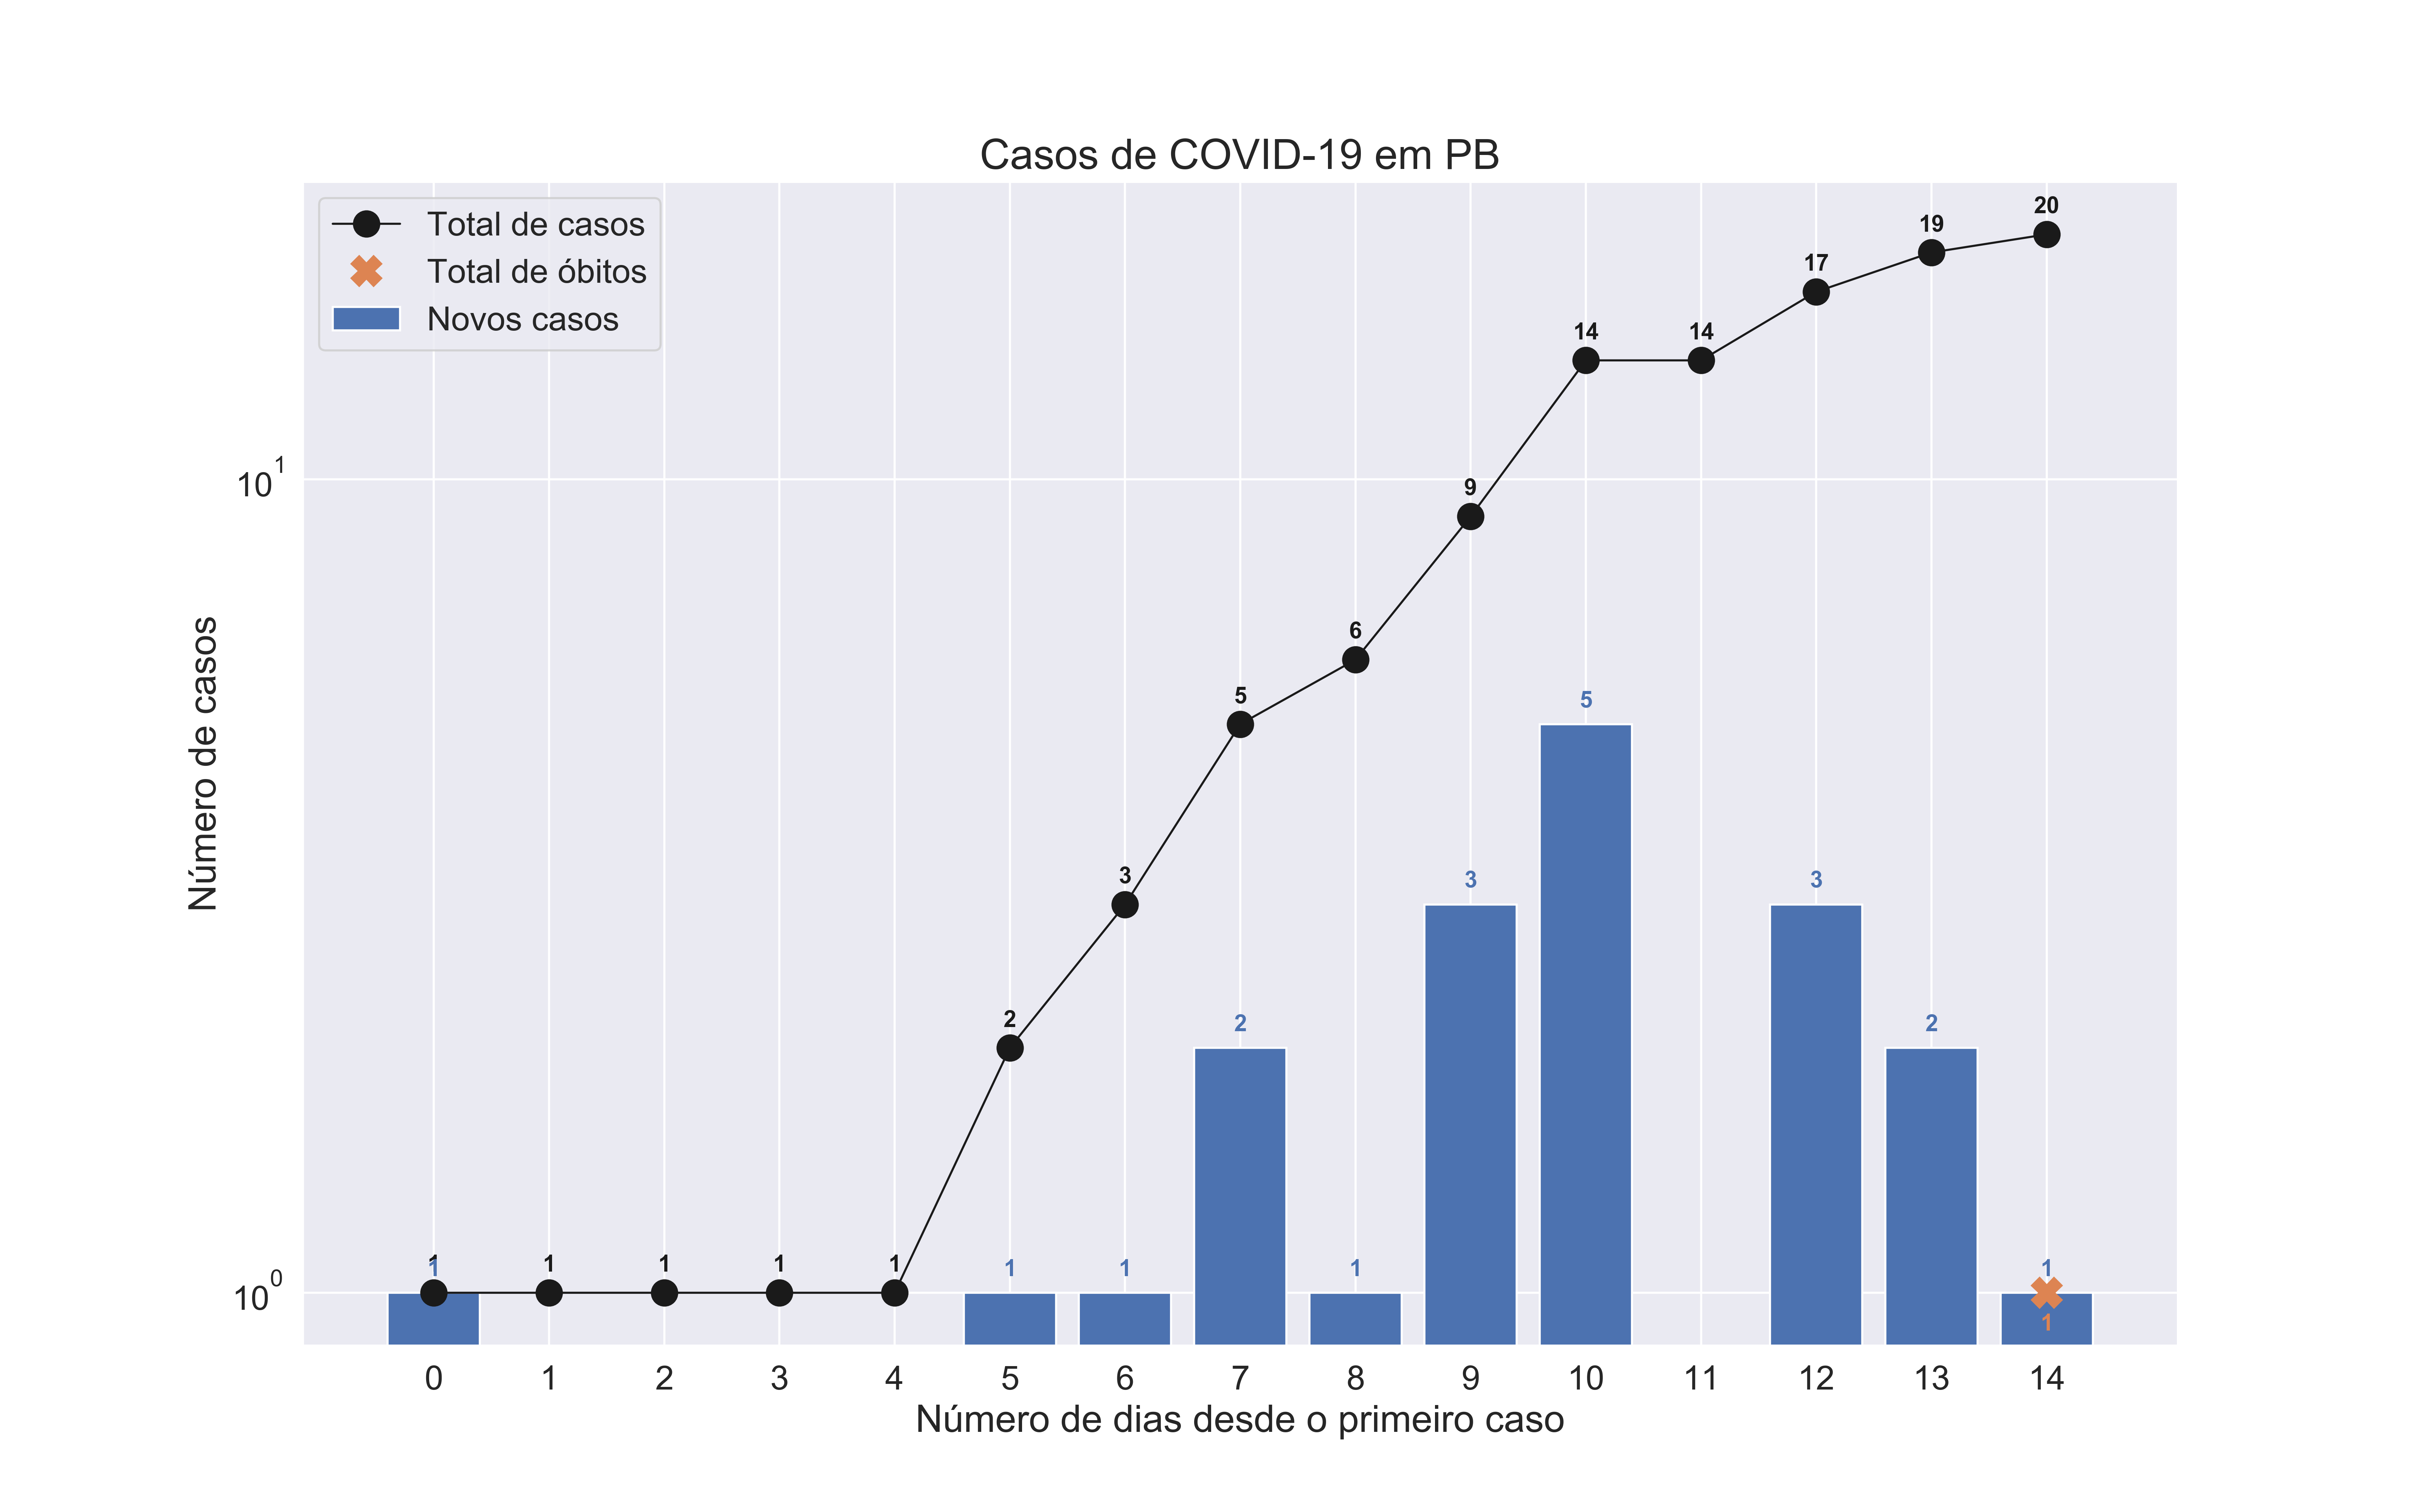 Casos de COVID-19 em PB
Total de casos
Total de óbitos
Novos casos
20
19
17
14 14
10^1
9
6
5
5
3
3 3
2
2 2
1 1 1 1 1
1 1 1 1 1
10^0
1
0 1 2 3 4 5 6 7 8 9 10 11 12 13 14
Número de dias desde o primeiro caso
Número de casos